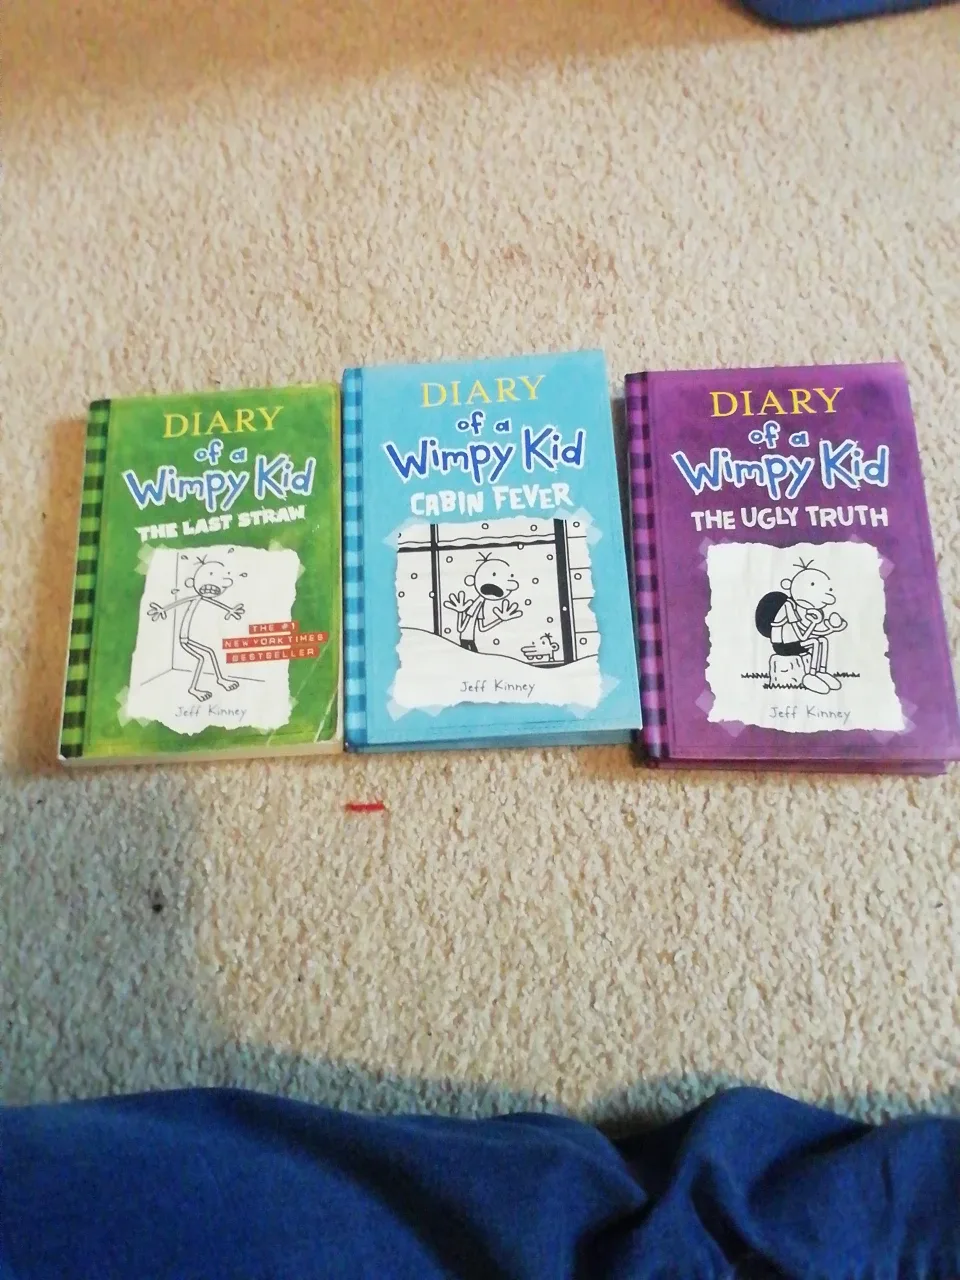 DIARY
of a
Wimpy Kid
THE LAST STRAW
THE #1
NEW YORK TIMES
BESTSELLER
Jeff Kinney
DIARY
of a
Wimpy Kid
CABIN FEVER
Jeff Kinney
DIARY
of a
Wimpy Kid
THE UGLY TRUTH
Jeff Kinney